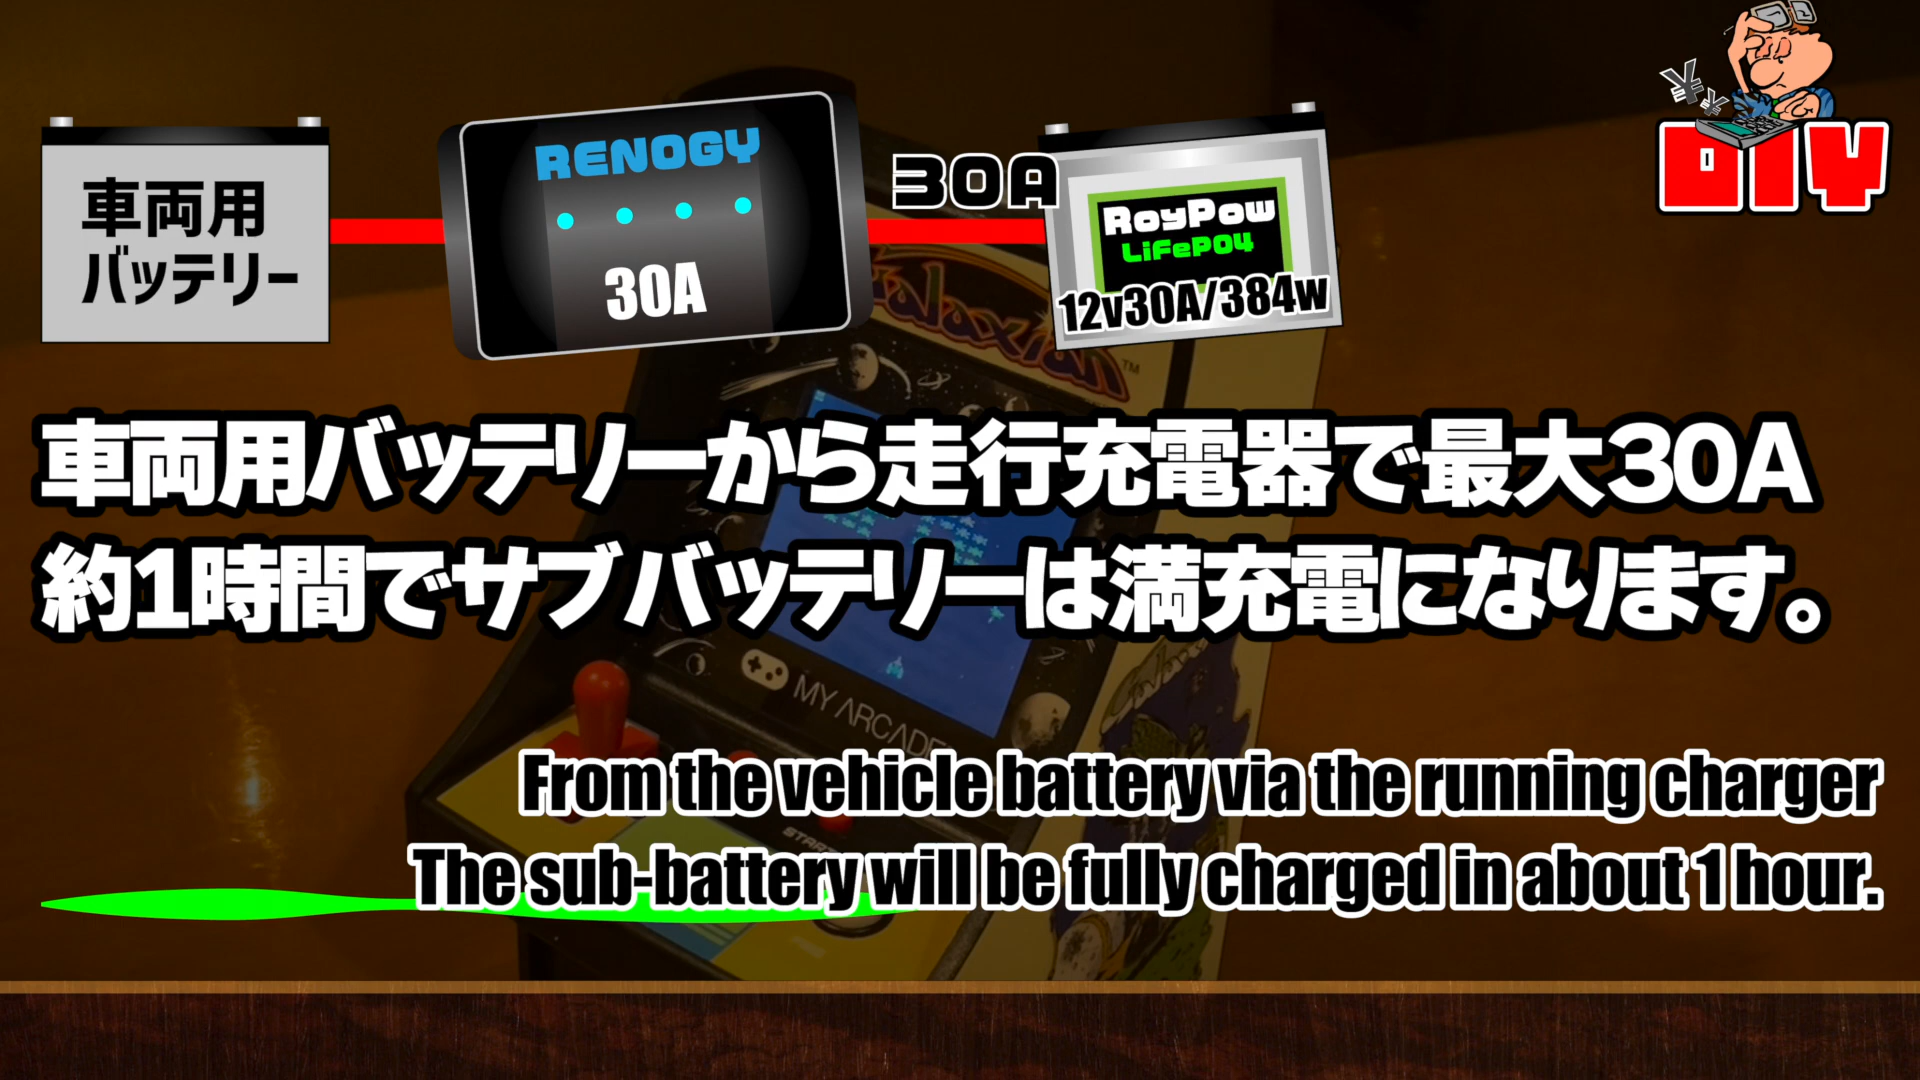 DIY
車両用
バッテリー
RENOGY
30A
30A
RoyPow
LiFePO4
12v30A/384w
Galaxian™
車両用バッテリーから走行充電器で最大30A
約1時間でサブバッテリーは満充電になります。
MY ARCADE
From the vehicle battery via the running charger
START
The sub-battery will be fully charged in about 1 hour.